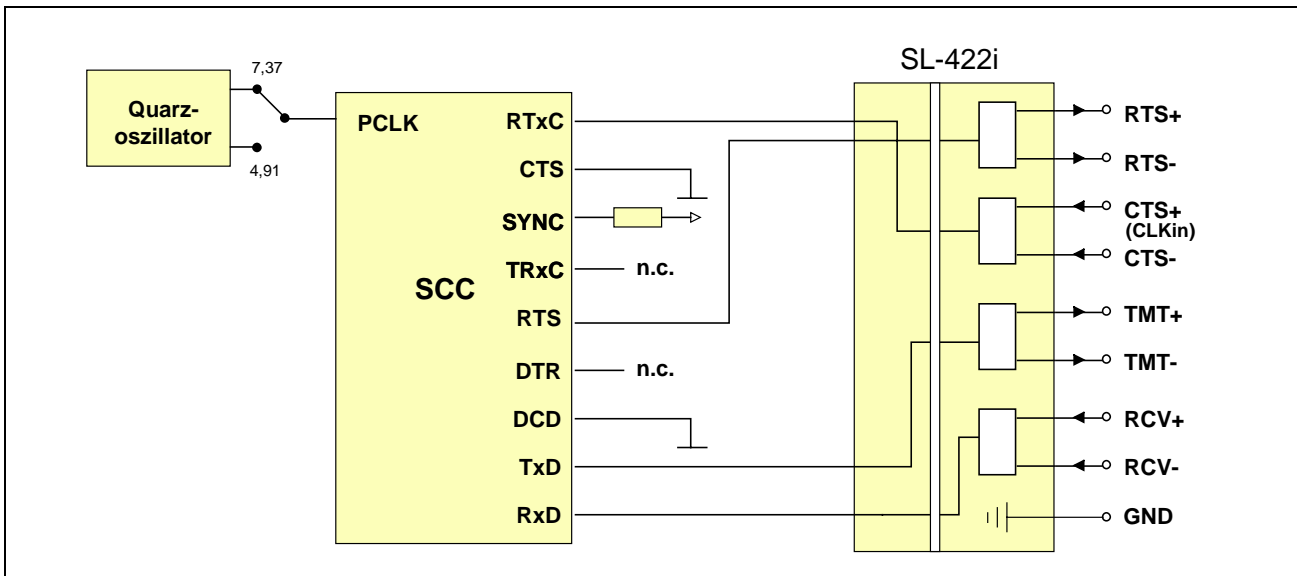 SL-422i
7,37
Quarz-
oszillator
4,91
PCLK
SCC
RTxC
CTS
SYNC
TRxC
n.c.
RTS
DTR
n.c.
DCD
TxD
RxD
RTS+
RTS-
CTS+
(CLKin)
CTS-
TMT+
TMT-
RCV+
RCV-
GND